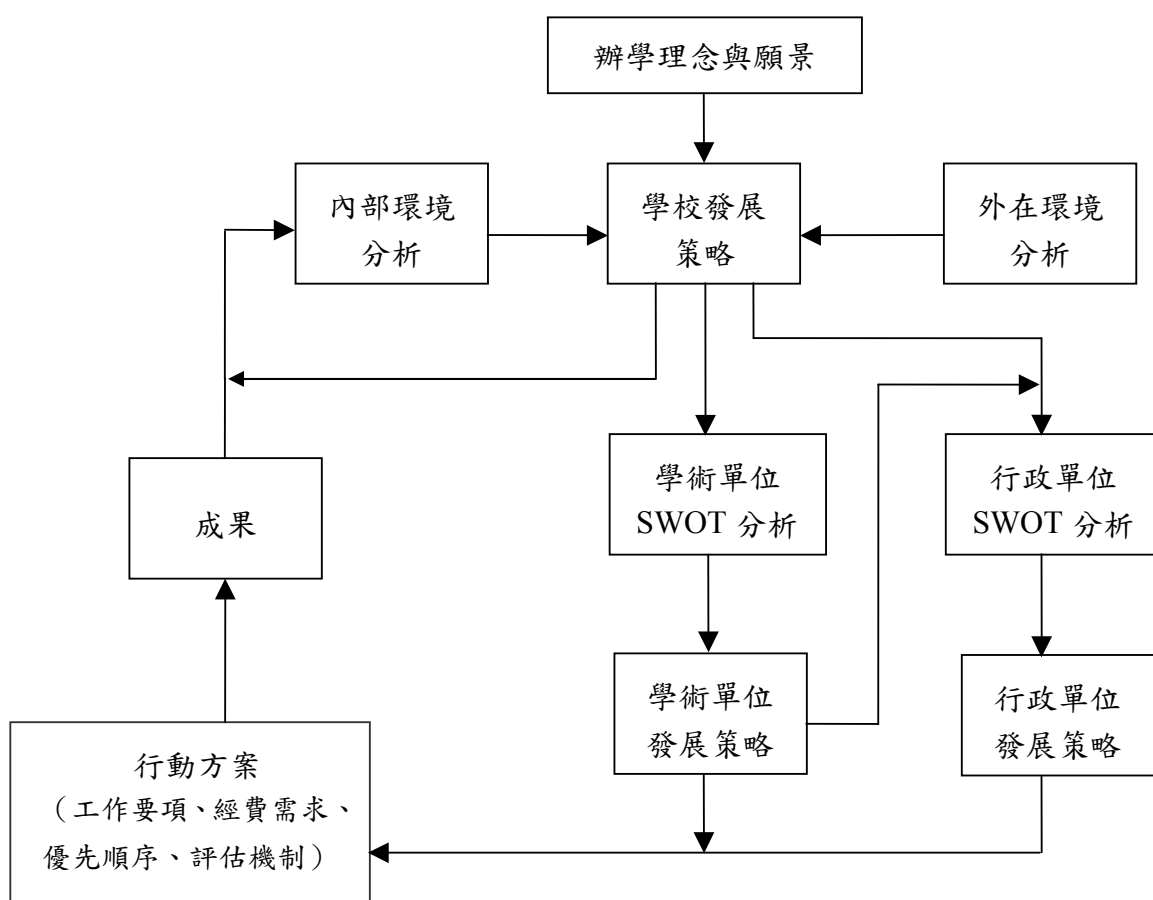 辦學理念與願景
內部環境
分析
學校發展
策略
外在環境
分析
成果
學術單位
SWOT 分析
行政單位
SWOT 分析
學術單位
發展策略
行政單位
發展策略
行動方案
（工作要項、經費需求、
優先順序、評估機制）